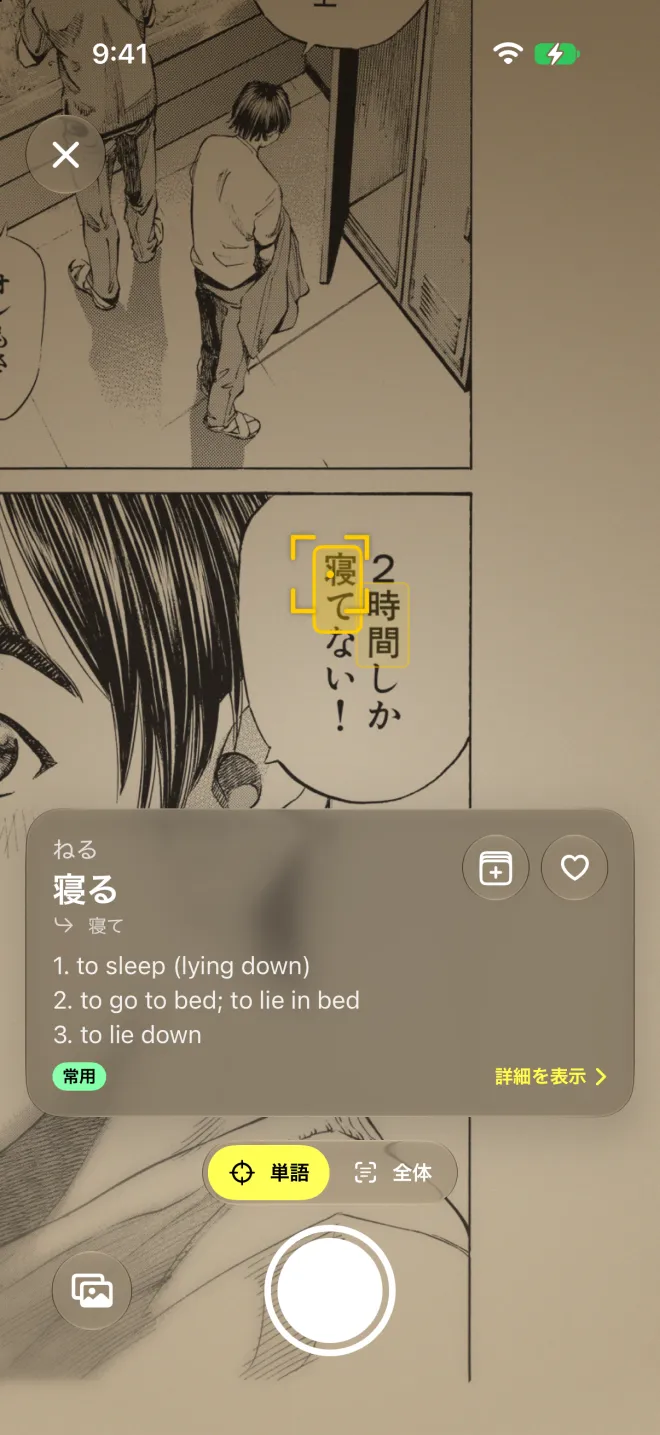 9:41
2時間しか
寝てない!
ねる
寝る
↪ 寝て
1. to sleep (lying down)
2. to go to bed; to lie in bed
3. to lie down
常用
詳細を表示
単語
全体